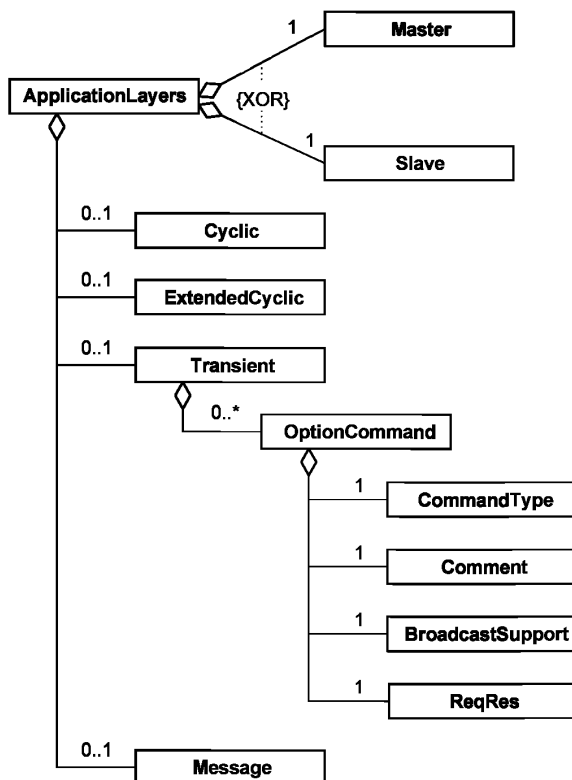 1
Master
ApplicationLayers
{XOR}
1
Slave
0..1
Cyclic
0..1
ExtendedCyclic
0..1
Transient
0..*
OptionCommand
1
CommandType
1
Comment
1
BroadcastSupport
1
ReqRes
0..1
Message